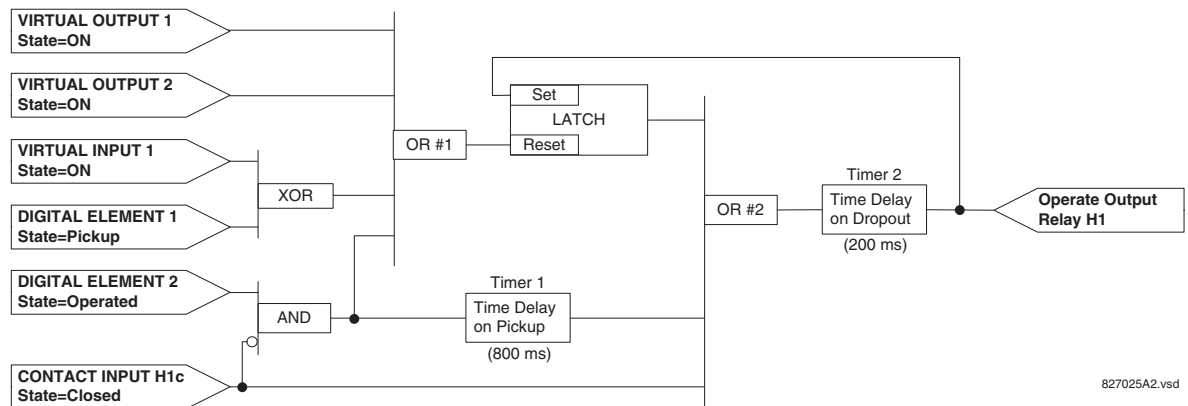 VIRTUAL OUTPUT 1
State=ON
VIRTUAL OUTPUT 2
State=ON
VIRTUAL INPUT 1
State=ON
DIGITAL ELEMENT 1
State=Pickup
DIGITAL ELEMENT 2
State=Operated
CONTACT INPUT H1c
State=Closed
XOR
AND
OR #1
Set
LATCH
Reset
Timer 1
Time Delay
on Pickup
(800 ms)
OR #2
Timer 2
Time Delay
on Dropout
(200 ms)
Operate Output
Relay H1
827025A2.vsd